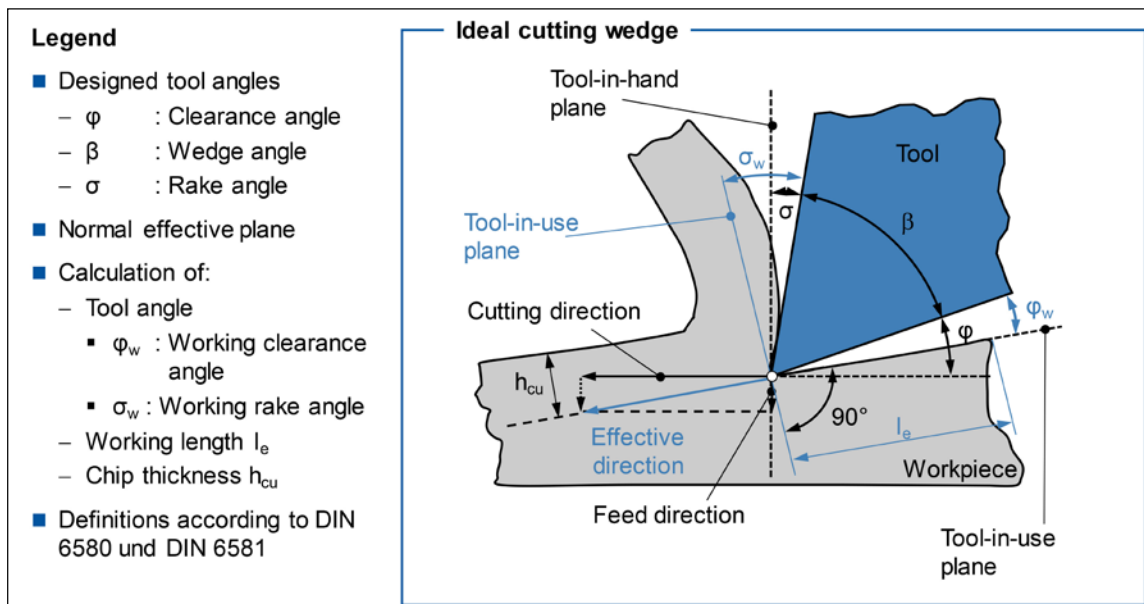 Legend
■ Designed tool angles
– φ : Clearance angle
– β : Wedge angle
– σ : Rake angle
■ Normal effective plane
■ Calculation of:
– Tool angle
▪ φw : Working clearance
angle
▪ σw : Working rake angle
– Working length le
– Chip thickness hcu
■ Definitions according to DIN
6580 und DIN 6581
Ideal cutting wedge
Tool-in-hand
plane
Tool
σw
σ
β
Tool-in-use
plane
φw
Cutting direction
φ
hcu
90°
Effective
direction
le
Workpiece
Feed direction
Tool-in-use
plane